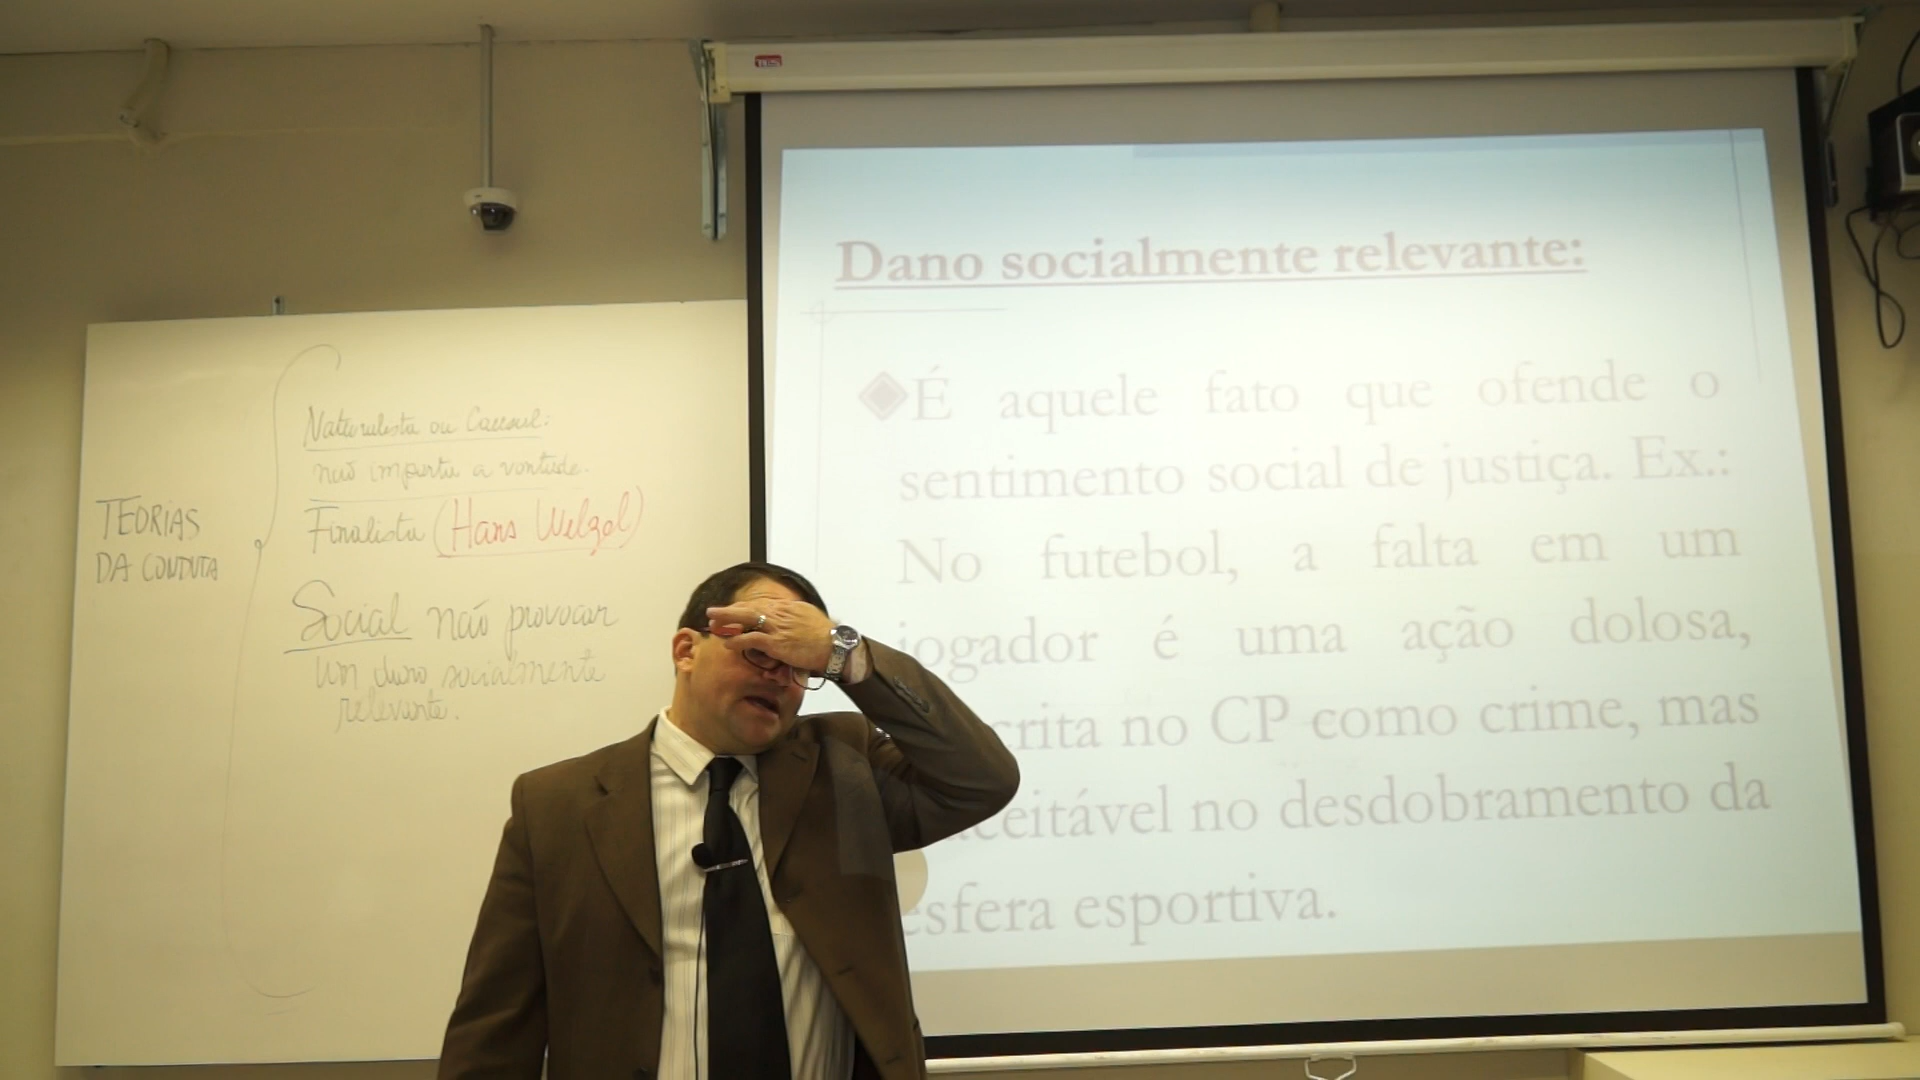 TEORIAS
DA CONDUTA
Naturalista ou Causal:
não importa a vontade.
Finalista (Hans Welzel)
Social não provocar
um dano socialmente
relevante.
Dano socialmente relevante:
É aquele fato que ofende o
sentimento social de justiça. Ex.:
No futebol, a falta em um
jogador é uma ação dolosa,
no CP como crime, mas
no desdobramento da
esfera esportiva.